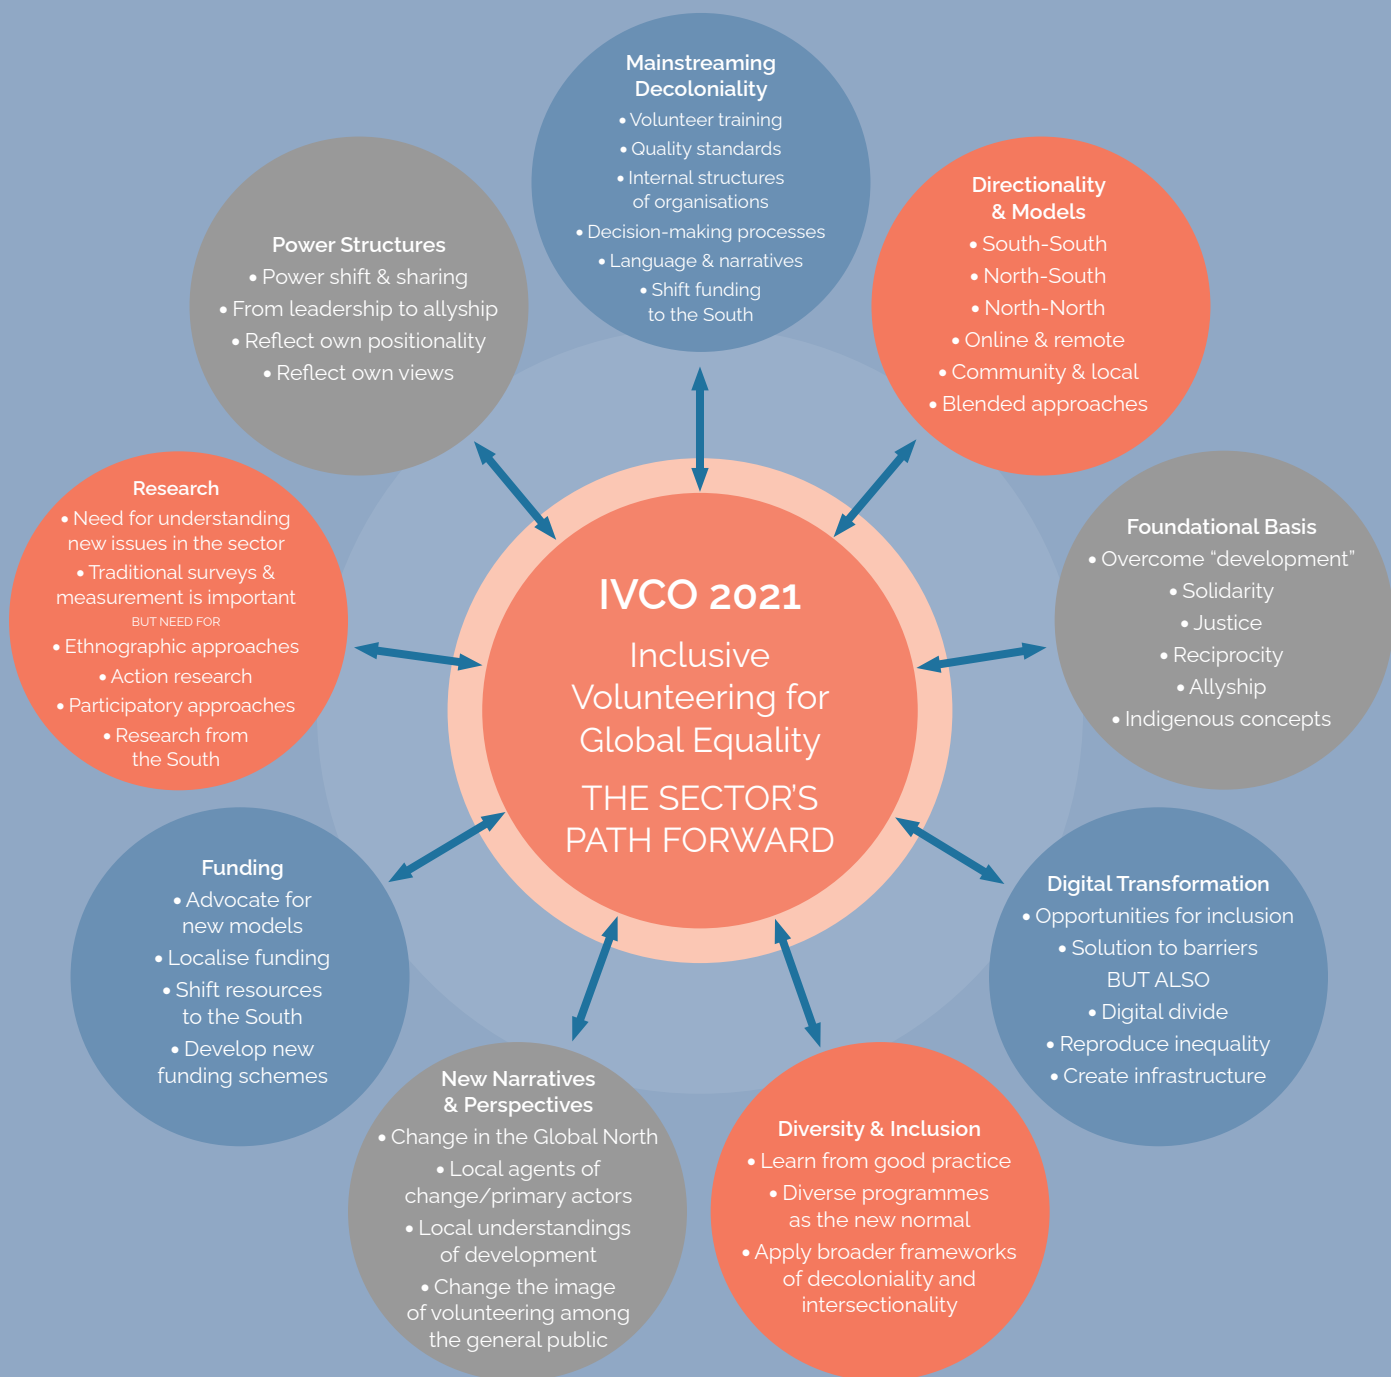 Mainstreaming
Decoloniality
• Volunteer training
• Quality standards
• Internal structures
of organisations
• Decision-making processes
• Language & narratives
• Shift funding
to the South
Directionality
& Models
• South-South
• North-South
• North-North
• Online & remote
• Community & local
• Blended approaches
Foundational Basis
• Overcome “development”
• Solidarity
• Justice
• Reciprocity
• Allyship
• Indigenous concepts
Digital Transformation
• Opportunities for inclusion
• Solution to barriers
BUT ALSO
• Digital divide
• Reproduce inequality
• Create infrastructure
Diversity & Inclusion
• Learn from good practice
• Diverse programmes
as the new normal
• Apply broader frameworks
of decoloniality and
intersectionality
New Narratives
& Perspectives
• Change in the Global North
• Local agents of
change/primary actors
• Local understandings
of development
• Change the image
of volunteering among
the general public
Funding
• Advocate for
new models
• Localise funding
• Shift resources
to the South
• Develop new
funding schemes
Research
• Need for understanding
new issues in the sector
• Traditional surveys &
measurement is important
BUT NEED FOR
• Ethnographic approaches
• Action research
• Participatory approaches
• Research from
the South
Power Structures
• Power shift & sharing
• From leadership to allyship
• Reflect own positionality
• Reflect own views
IVCO 2021
Inclusive
Volunteering for
Global Equality
THE SECTOR’S
PATH FORWARD